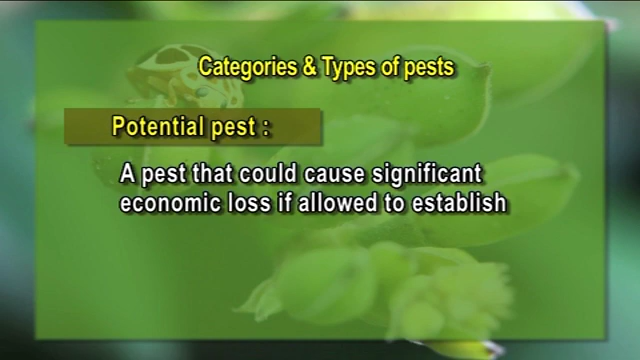 Categories & Types of pests
Potential pest :
A pest that could cause significant
economic loss if allowed to establish